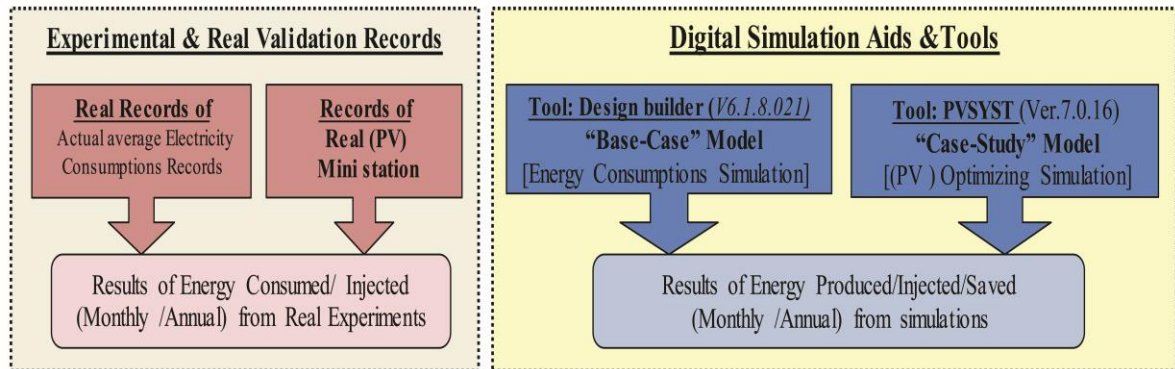 Experimental & Real Validation Records
Real Records of
Actual average Electricity
Consumptions Records
Records of
Real (PV)
Mini station
Results of Energy Consumed/ Injected
(Monthly /Annual) from Real Experiments
Digital Simulation Aids &Tools
Tool: Design builder (V6.1.8.021)
“Base-Case” Model
[Energy Consumptions Simulation]
Tool: PVSYST (Ver.7.0.16)
“Case-Study” Model
[(PV ) Optimizing Simulation]
Results of Energy Produced/Injected/Saved
(Monthly /Annual) from simulations